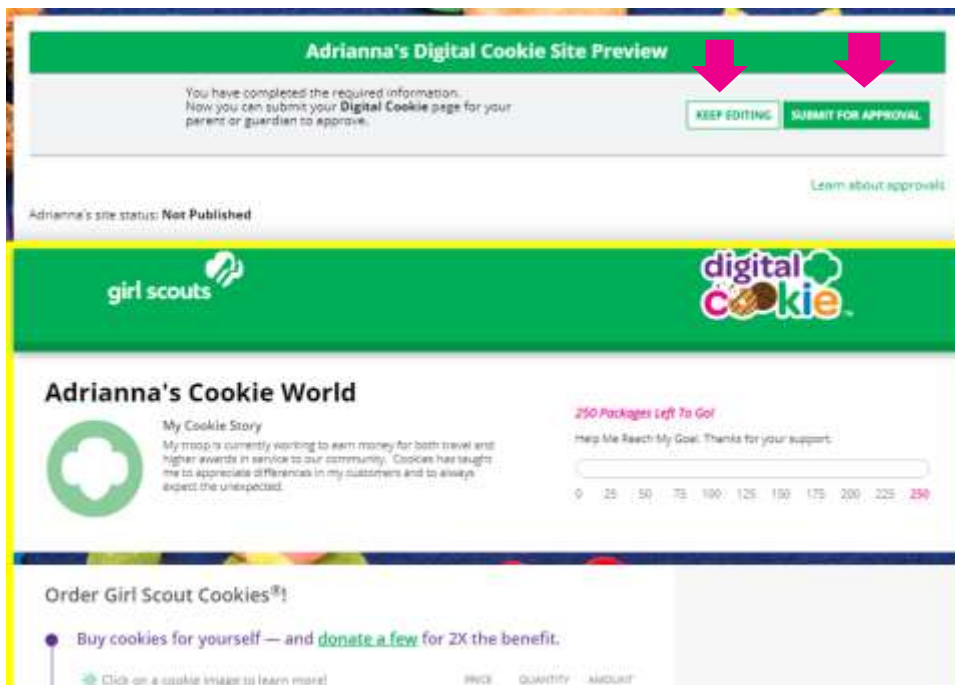 Adrianna's Digital Cookie Site Preview
You have completed the required information.
Now you can submit your Digital Cookie page for your
parent or guardian to approve.
KEEP EDITING
SUBMIT FOR APPROVAL
Learn about approvals
Adrianna's site status: Not Published
girl scouts
digital
cookie
Adrianna's Cookie World
My Cookie Story
My troop is currently working to earn money for both travel and
higher awards in service to our community. Cookies has taught
me to appreciate differences in my customers and to always
expect the unexpected.
250 Packages Left To Go!
Help Me Reach My Goal. Thanks for your support.
0 25 50 75 100 125 150 175 200 225 250
Order Girl Scout Cookies®!
Buy cookies for yourself — and donate a few for 2X the benefit.
Click on a cookie image to learn more!
PRICE QUANTITY AMOUNT